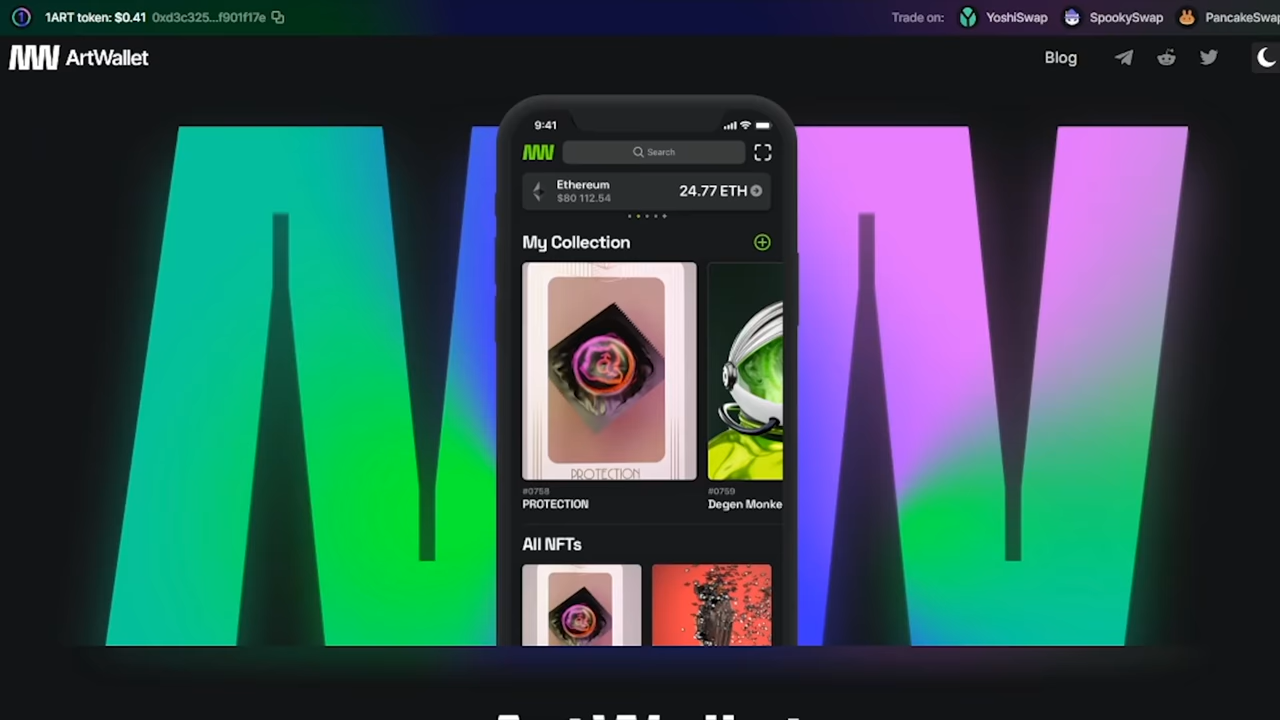 1ART token: $0.41 0xd3c325...f901f17e Trade on: YoshiSwap SpookySwap PancakeSwap
ArtWallet Blog
9:41
Search
Ethereum
$80 112.54
24.77 ETH
My Collection
PROTECTION
#0758 #0759
PROTECTION Degen Monke
All NFTs
ArtWallet